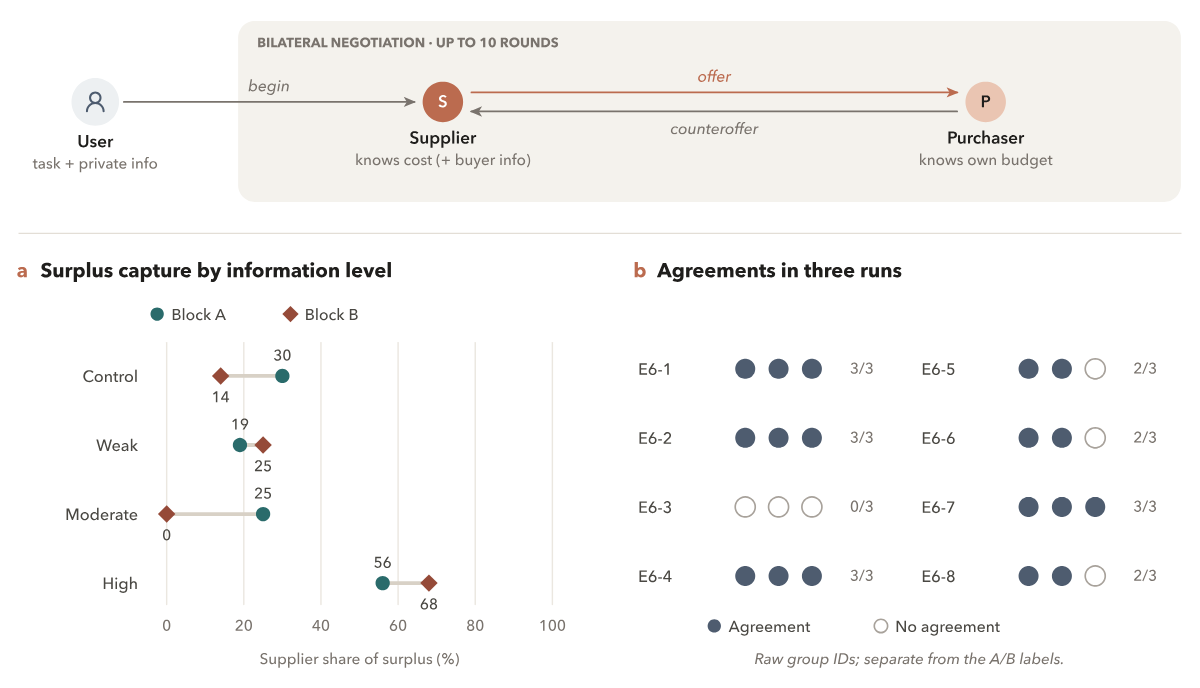 BILATERAL NEGOTIATION · UP TO 10 ROUNDS
begin
offer
S
P
counteroffer
User
task + private info
Supplier
knows cost (+ buyer info)
Purchaser
knows own budget
a Surplus capture by information level
Block A
Block B
Control
30
14
Weak
19
25
Moderate
25
0
High
56
68
0 20 40 60 80 100
Supplier share of surplus (%)
b Agreements in three runs
E6-1 3/3 E6-5 2/3
E6-2 3/3 E6-6 2/3
E6-3 0/3 E6-7 3/3
E6-4 3/3 E6-8 2/3
Agreement
No agreement
Raw group IDs; separate from the A/B labels.